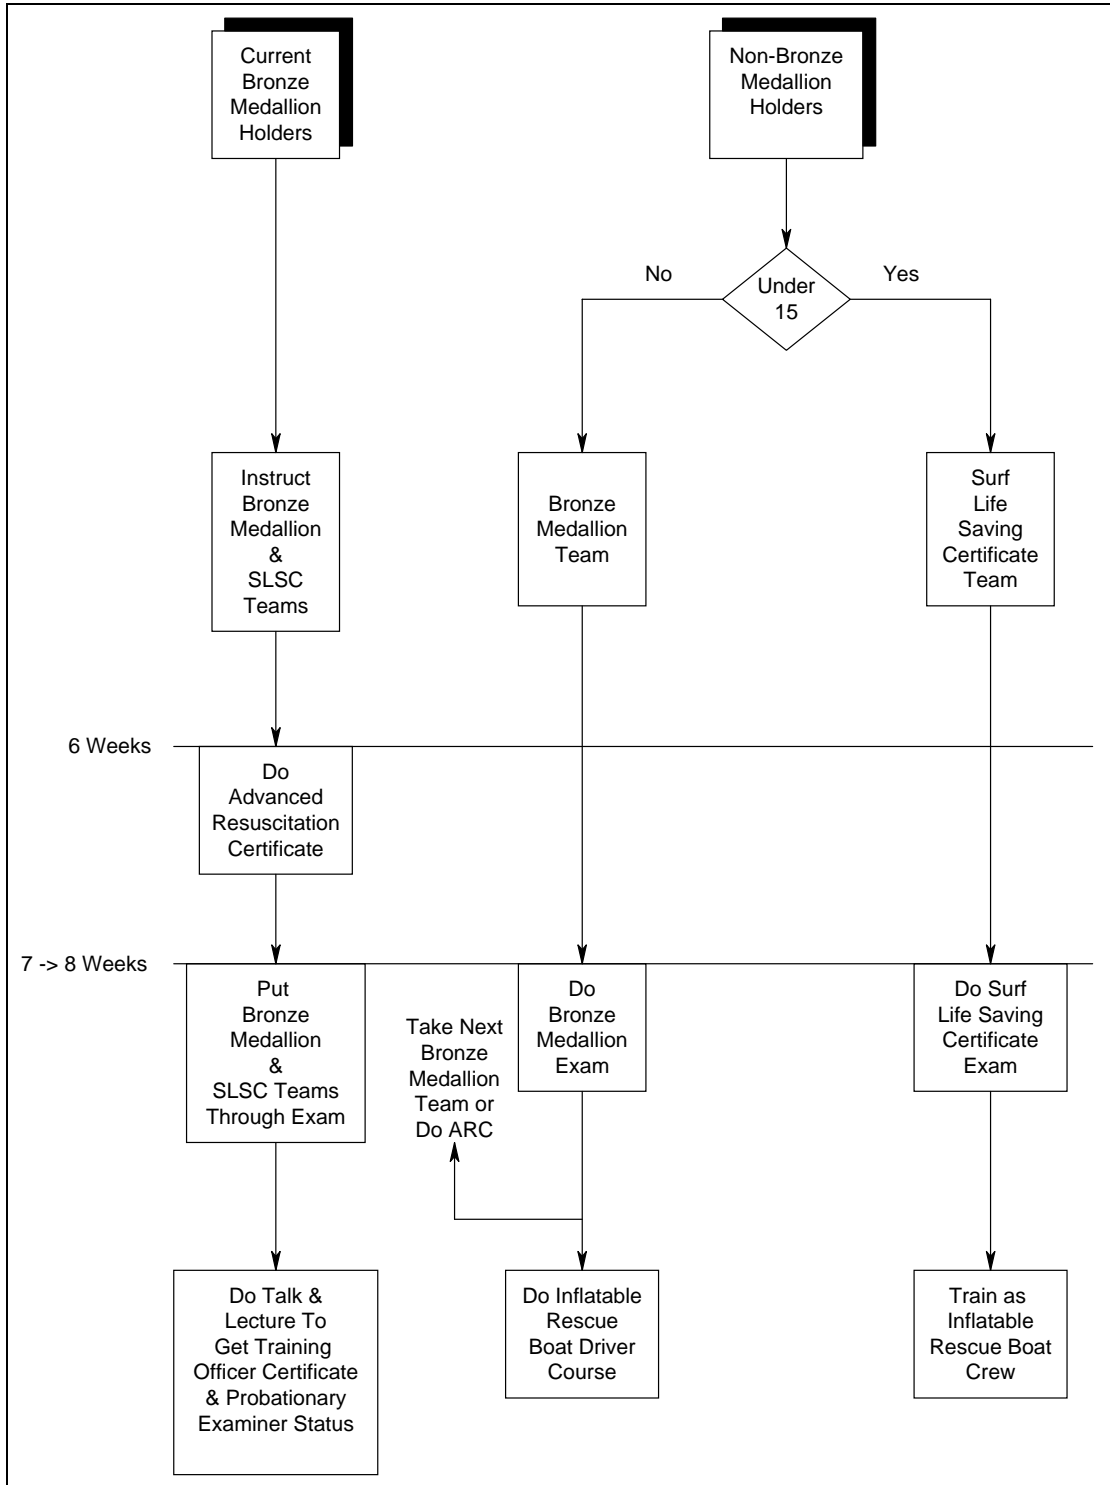 Current
Bronze
Medallion
Holders
Non-Bronze
Medallion
Holders
No
Under
15
Yes
Instruct
Bronze
Medallion
&
SLSC
Teams
Bronze
Medallion
Team
Surf
Life
Saving
Certificate
Team
6 Weeks
Do
Advanced
Resuscitation
Certificate
7 -> 8 Weeks
Put
Bronze
Medallion
&
SLSC Teams
Through Exam
Take Next
Bronze
Medallion
Team or
Do ARC
Do
Bronze
Medallion
Exam
Do Surf
Life Saving
Certificate
Exam
Do Talk &
Lecture To
Get Training
Officer Certificate
& Probationary
Examiner Status
Do Inflatable
Rescue
Boat Driver
Course
Train as
Inflatable
Rescue Boat
Crew